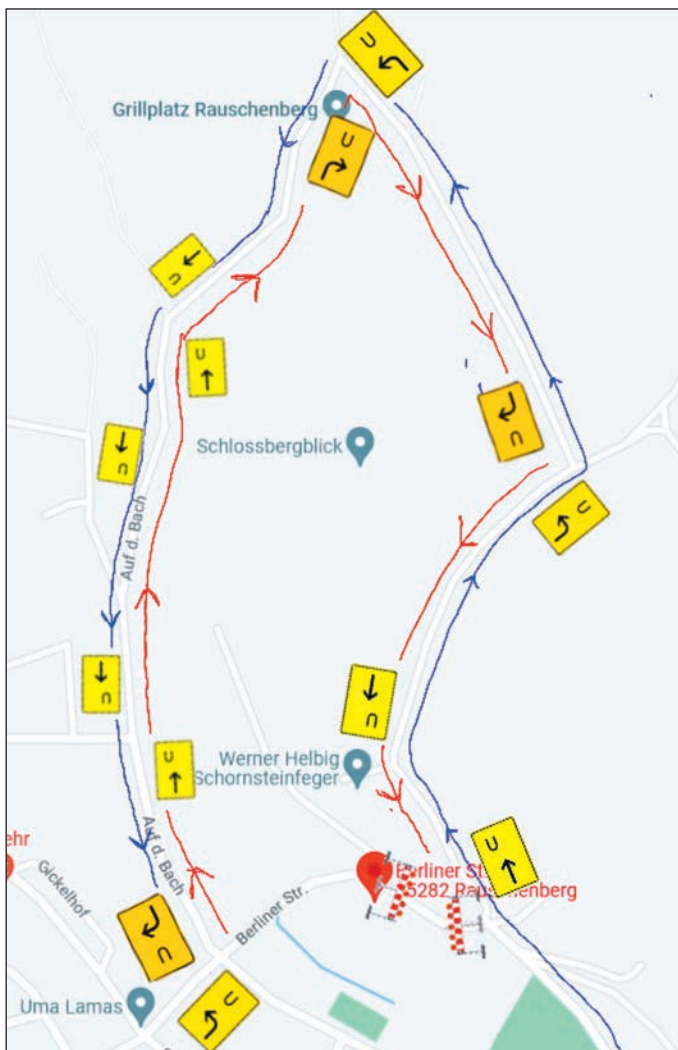 U
Grillplatz Rauschenberg
U
U
U
Schlossbergblick
U
U
U
Auf d. Bach
U
U
Werner Helbig
Schornsteinfeger
U
Auf d. Bach
ehr
Gickelhof
Berliner Str.
Berliner St
5282 Rauschenberg
U
U
Uma Lamas
U